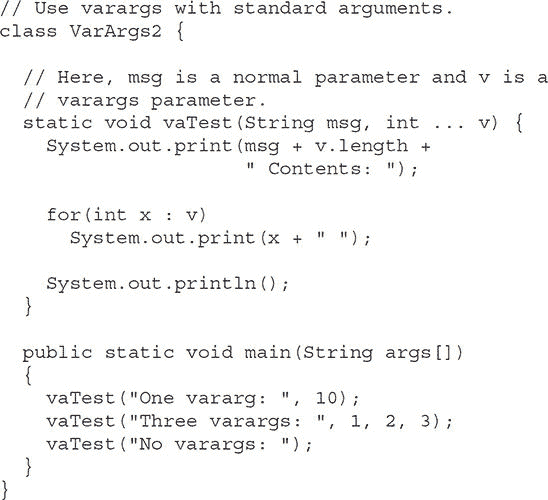 // Use varargs with standard arguments.
class VarArgs2 {
  // Here, msg is a normal parameter and v is a
  // varargs parameter.
  static void vaTest(String msg, int ... v) {
    System.out.print(msg + v.length +
                     " Contents: ");
    for(int x : v)
      System.out.print(x + " ");
    System.out.println();
  }
  public static void main(String args[])
  {
    vaTest("One vararg: ", 10);
    vaTest("Three varargs: ", 1, 2, 3);
    vaTest("No varargs: ");
  }
}